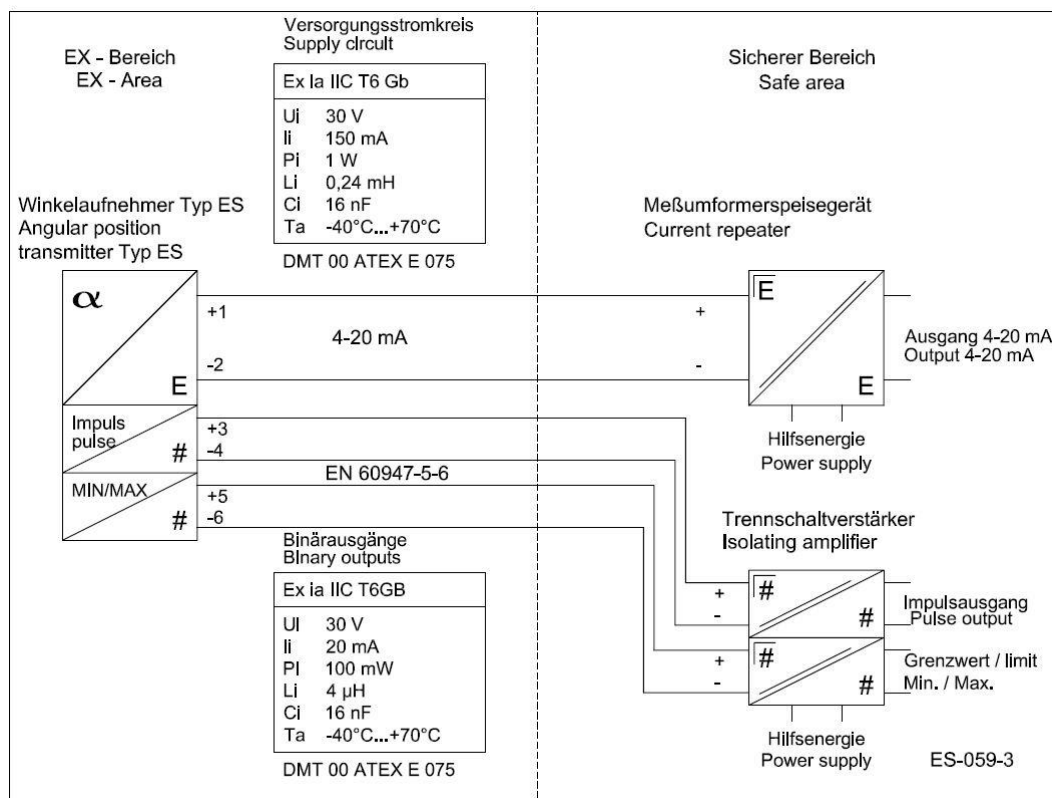 Versorgungsstromkreis
Supply circuit
EX - Bereich
EX - Area
Sicherer Bereich
Safe area
Ex Ia IIC T6 Gb
Ui 30 V
Ii 150 mA
Pi 1 W
Li 0,24 mH
Ci 16 nF
Ta -40°C...+70°C
DMT 00 ATEX E 075
Winkelaufnehmer Typ ES
Angular position
transmitter Typ ES
Meßumformerspeisegerät
Current repeater
α
E
+1
-2
4-20 mA
+
-
E
E
Ausgang 4-20 mA
Output 4-20 mA
Hilfsenergie
Power supply
Impuls
pulse
#
+3
-4
EN 60947-5-6
MIN/MAX
#
+5
-6
Trennschaltverstärker
Isolating amplifier
Binärausgänge
Binary outputs
Ex ia IIC T6GB
UI 30 V
Ii 20 mA
PI 100 mW
Li 4 µH
Ci 16 nF
Ta -40°C...+70°C
DMT 00 ATEX E 075
+
-
#
#
Impulsausgang
Pulse output
+
-
#
#
Grenzwert / limit
Min. / Max.
Hilfsenergie
Power supply
ES-059-3